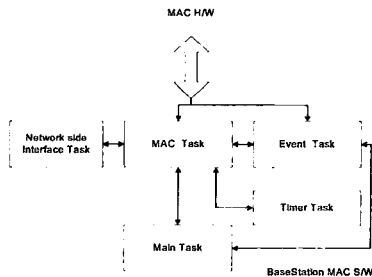 MAC H/W
Network side
Interface Task
MAC Task
Event Task
Timer Task
Main Task
BaseStation MAC S/W